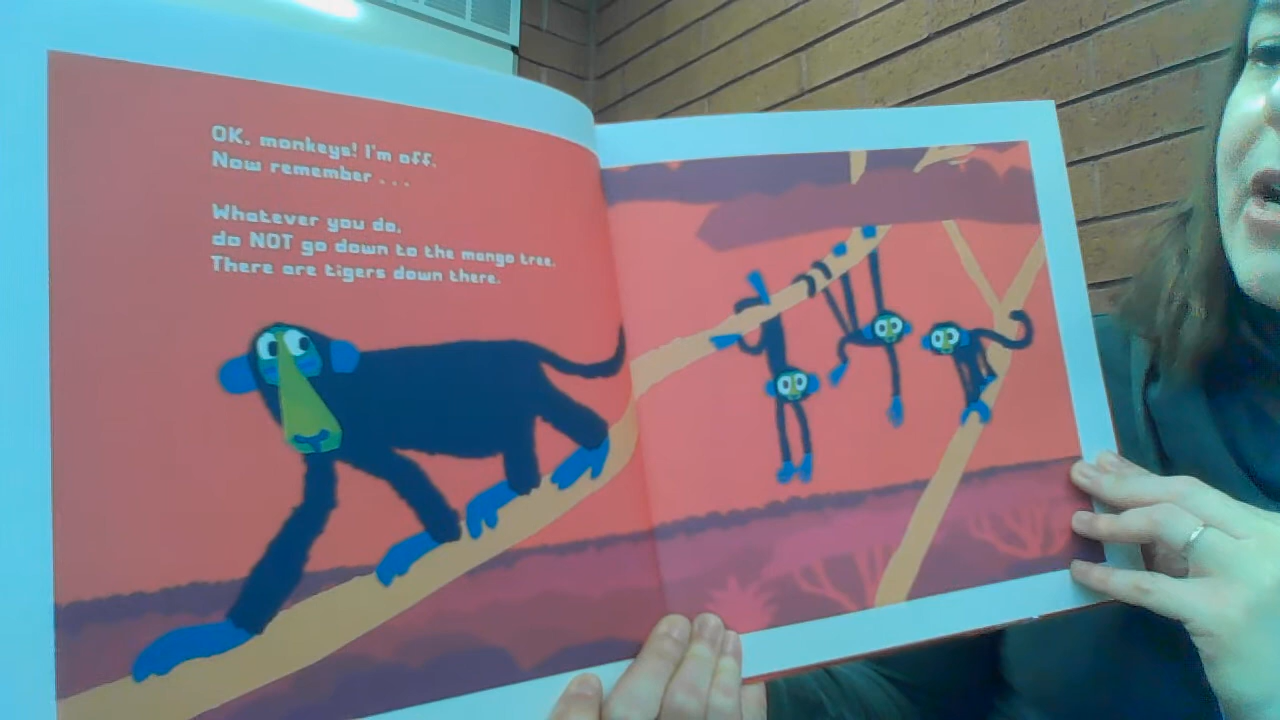 OK, monkeys! I'm off.
Now remember . . .
Whatever you do,
do NOT go down to the mango tree.
There are tigers down there.